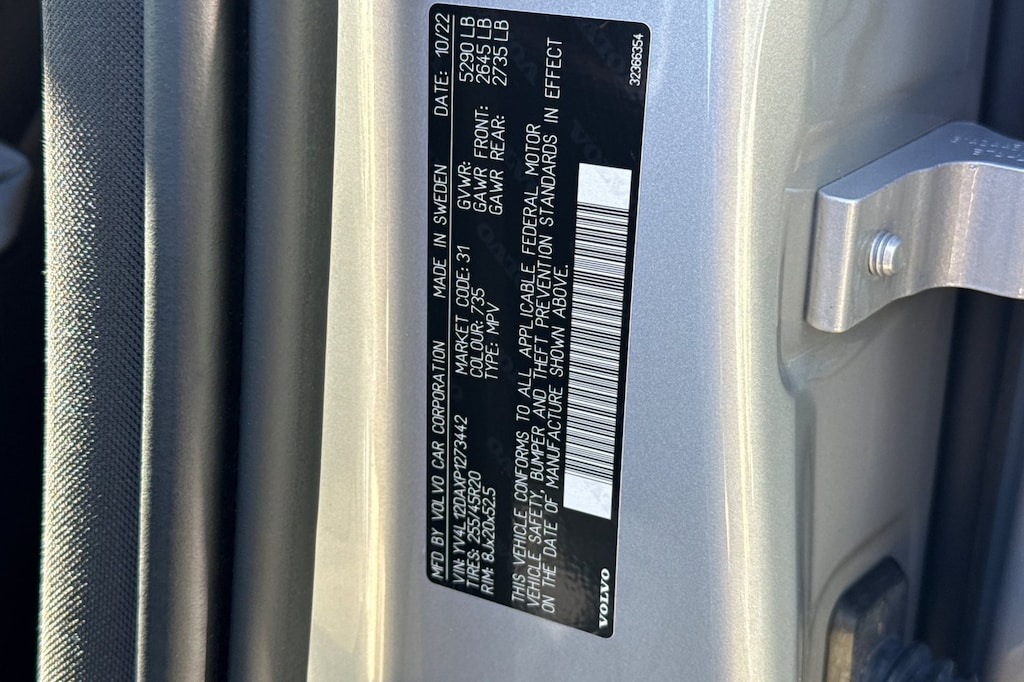 MFD BY VOLVO CAR CORPORATION MADE IN SWEDEN DATE: 10/22
VIN: YV4L120AXP1273442 MARKET CODE: 31 GVWR: 5290 LB
TIRES: 255/45R20 COLOUR: 735 GAWR FRONT: 2645 LB
RIM: 8Jx20x52.5 TYPE: MPV GAWR REAR: 2735 LB
THIS VEHICLE CONFORMS TO ALL APPLICABLE FEDERAL MOTOR
VEHICLE SAFETY, BUMPER AND THEFT PREVENTION STANDARDS IN EFFECT
ON THE DATE OF MANUFACTURE SHOWN ABOVE.
VOLVO
32366354